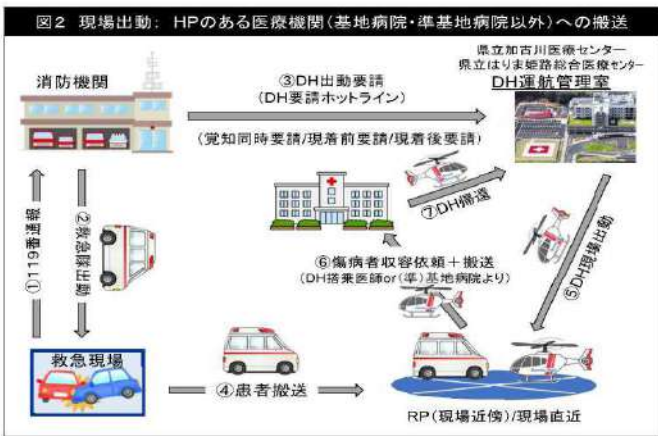 図2 現場出動: HPのある医療機関(基地病院・準基地病院以外)への搬送
県立加古川医療センター
県立はりま姫路総合医療センター
DH運航管理室
消防機関
③DH出動要請
(DH要請ホットライン)
(覚知同時要請/現着前要請/現着後要請)
⑦DH帰還
①119番通報
②救急隊出動
⑥傷病者収容依頼+搬送
(DH搭乗医師or(準)基地病院より)
⑤DH現場出動
救急現場
④患者搬送
RP(現場近傍)/現場直近